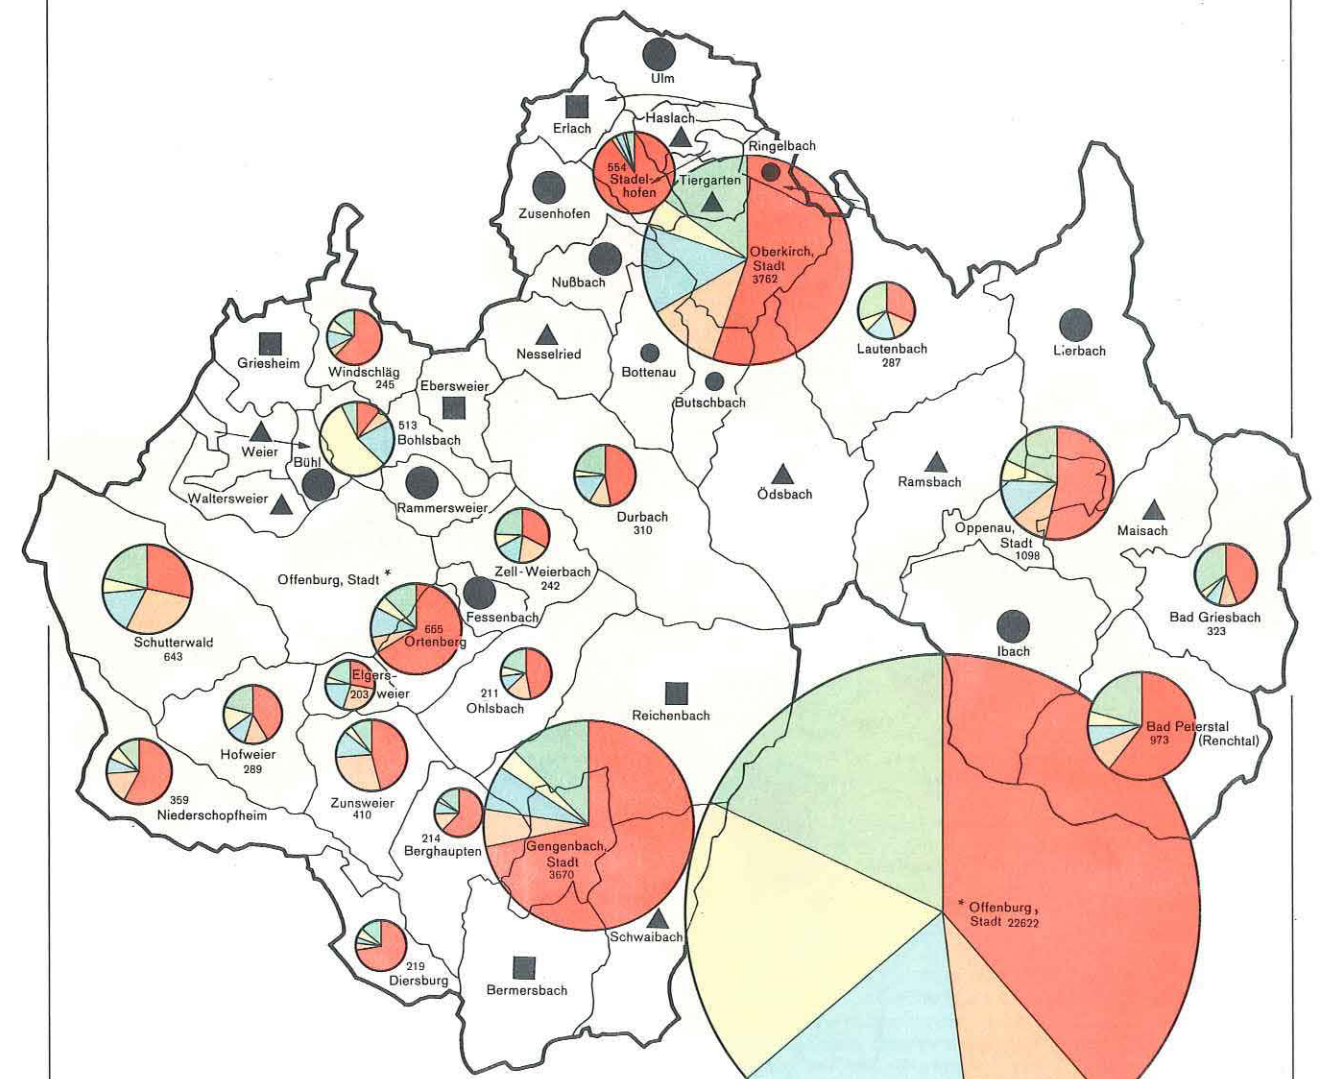 Ulm
Erlach
Haslach
Ringelbach
554
Stadel-
hofen
Tiergarten
Zusenhofen
Oberkirch,
Stadt
3762
Nußbach
Nesselried
Bottenau
Butschbach
Lautenbach
287
Lierbach
Griesheim
Windschläg
245
Ebersweier
513
Bohlsbach
Weier
Bühl
Waltersweier
Rammersweier
Durbach
310
Ödsbach
Ramsbach
Oppenau,
Stadt
1098
Maisach
Zell-Weierbach
242
Offenburg, Stadt *
Fessenbach
Schutterwald
643
665
Ortenberg
Bad Griesbach
323
Ibach
Elgers-
203 weier
211
Ohlsbach
Reichenbach
Bad Peterstal
973 (Renchtal)
Hofweier
289
Zunsweier
410
359
Niederschopfheim
214
Berghaupten
Gengenbach,
Stadt
3670
* Offenburg,
Stadt 22622
Schwaibach
219
Diersburg
Bermersbach